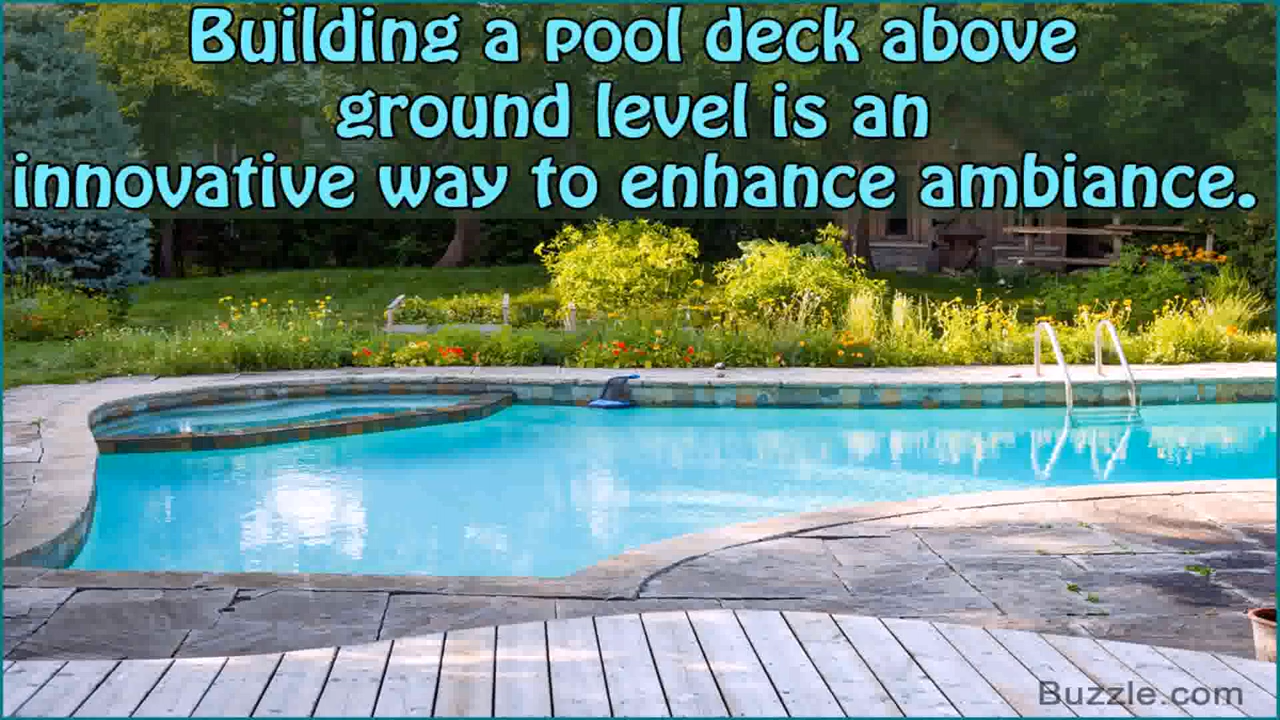 Building a pool deck above
ground level is an
innovative way to enhance ambiance.
Buzzle.com